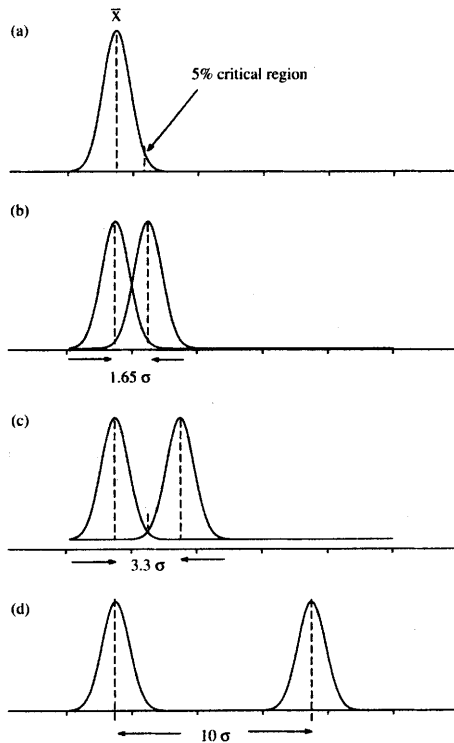 (a)
X̄
5% critical region
(b)
1.65 σ
(c)
3.3 σ
(d)
10 σ